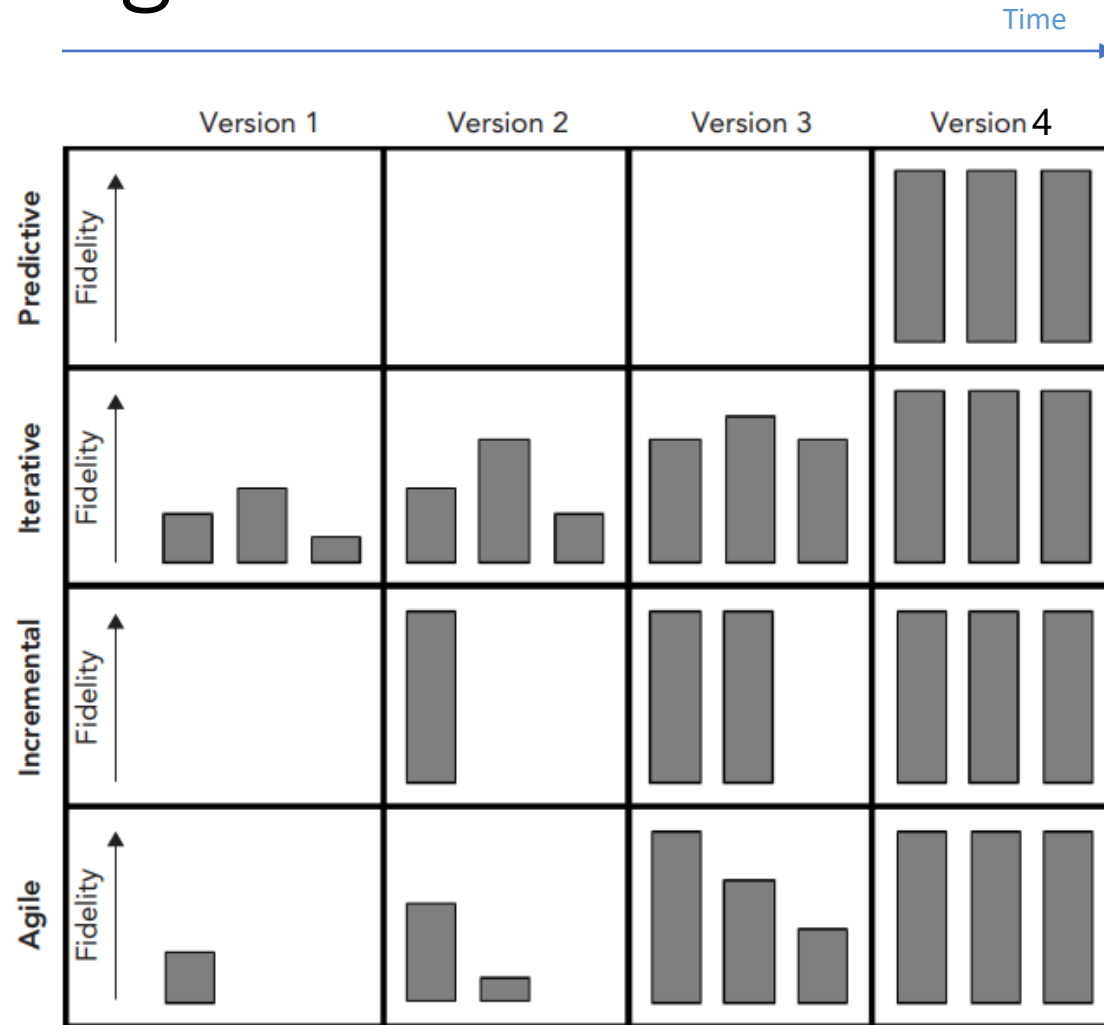 Time
Version 1 Version 2 Version 3 Version 4
Predictive
Fidelity
Iterative
Fidelity
Incremental
Fidelity
Agile
Fidelity